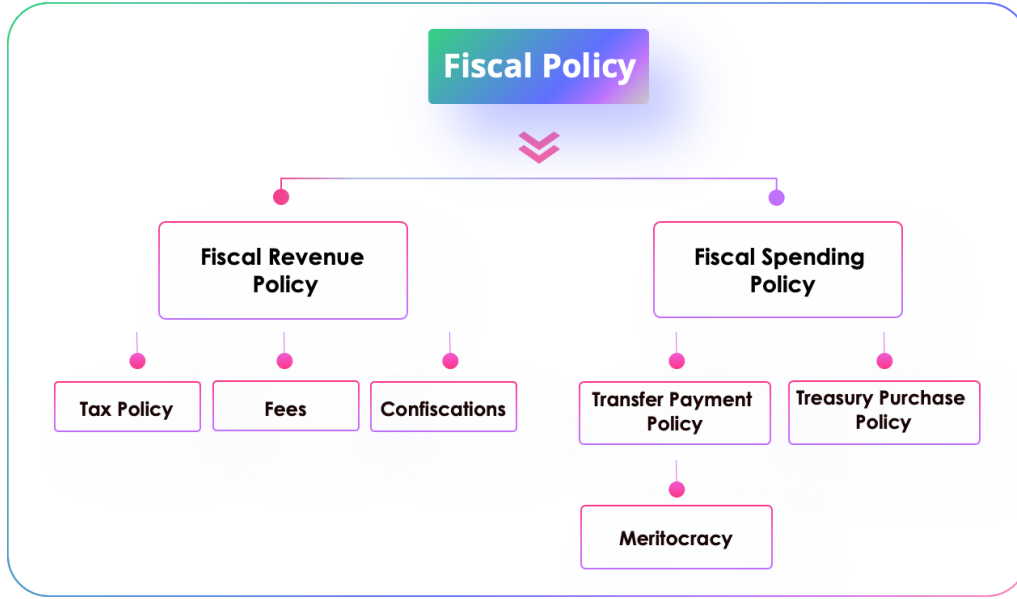 Fiscal Policy
Fiscal Revenue
Policy
Fiscal Spending
Policy
Tax Policy
Fees
Confiscations
Transfer Payment
Policy
Treasury Purchase
Policy
Meritocracy